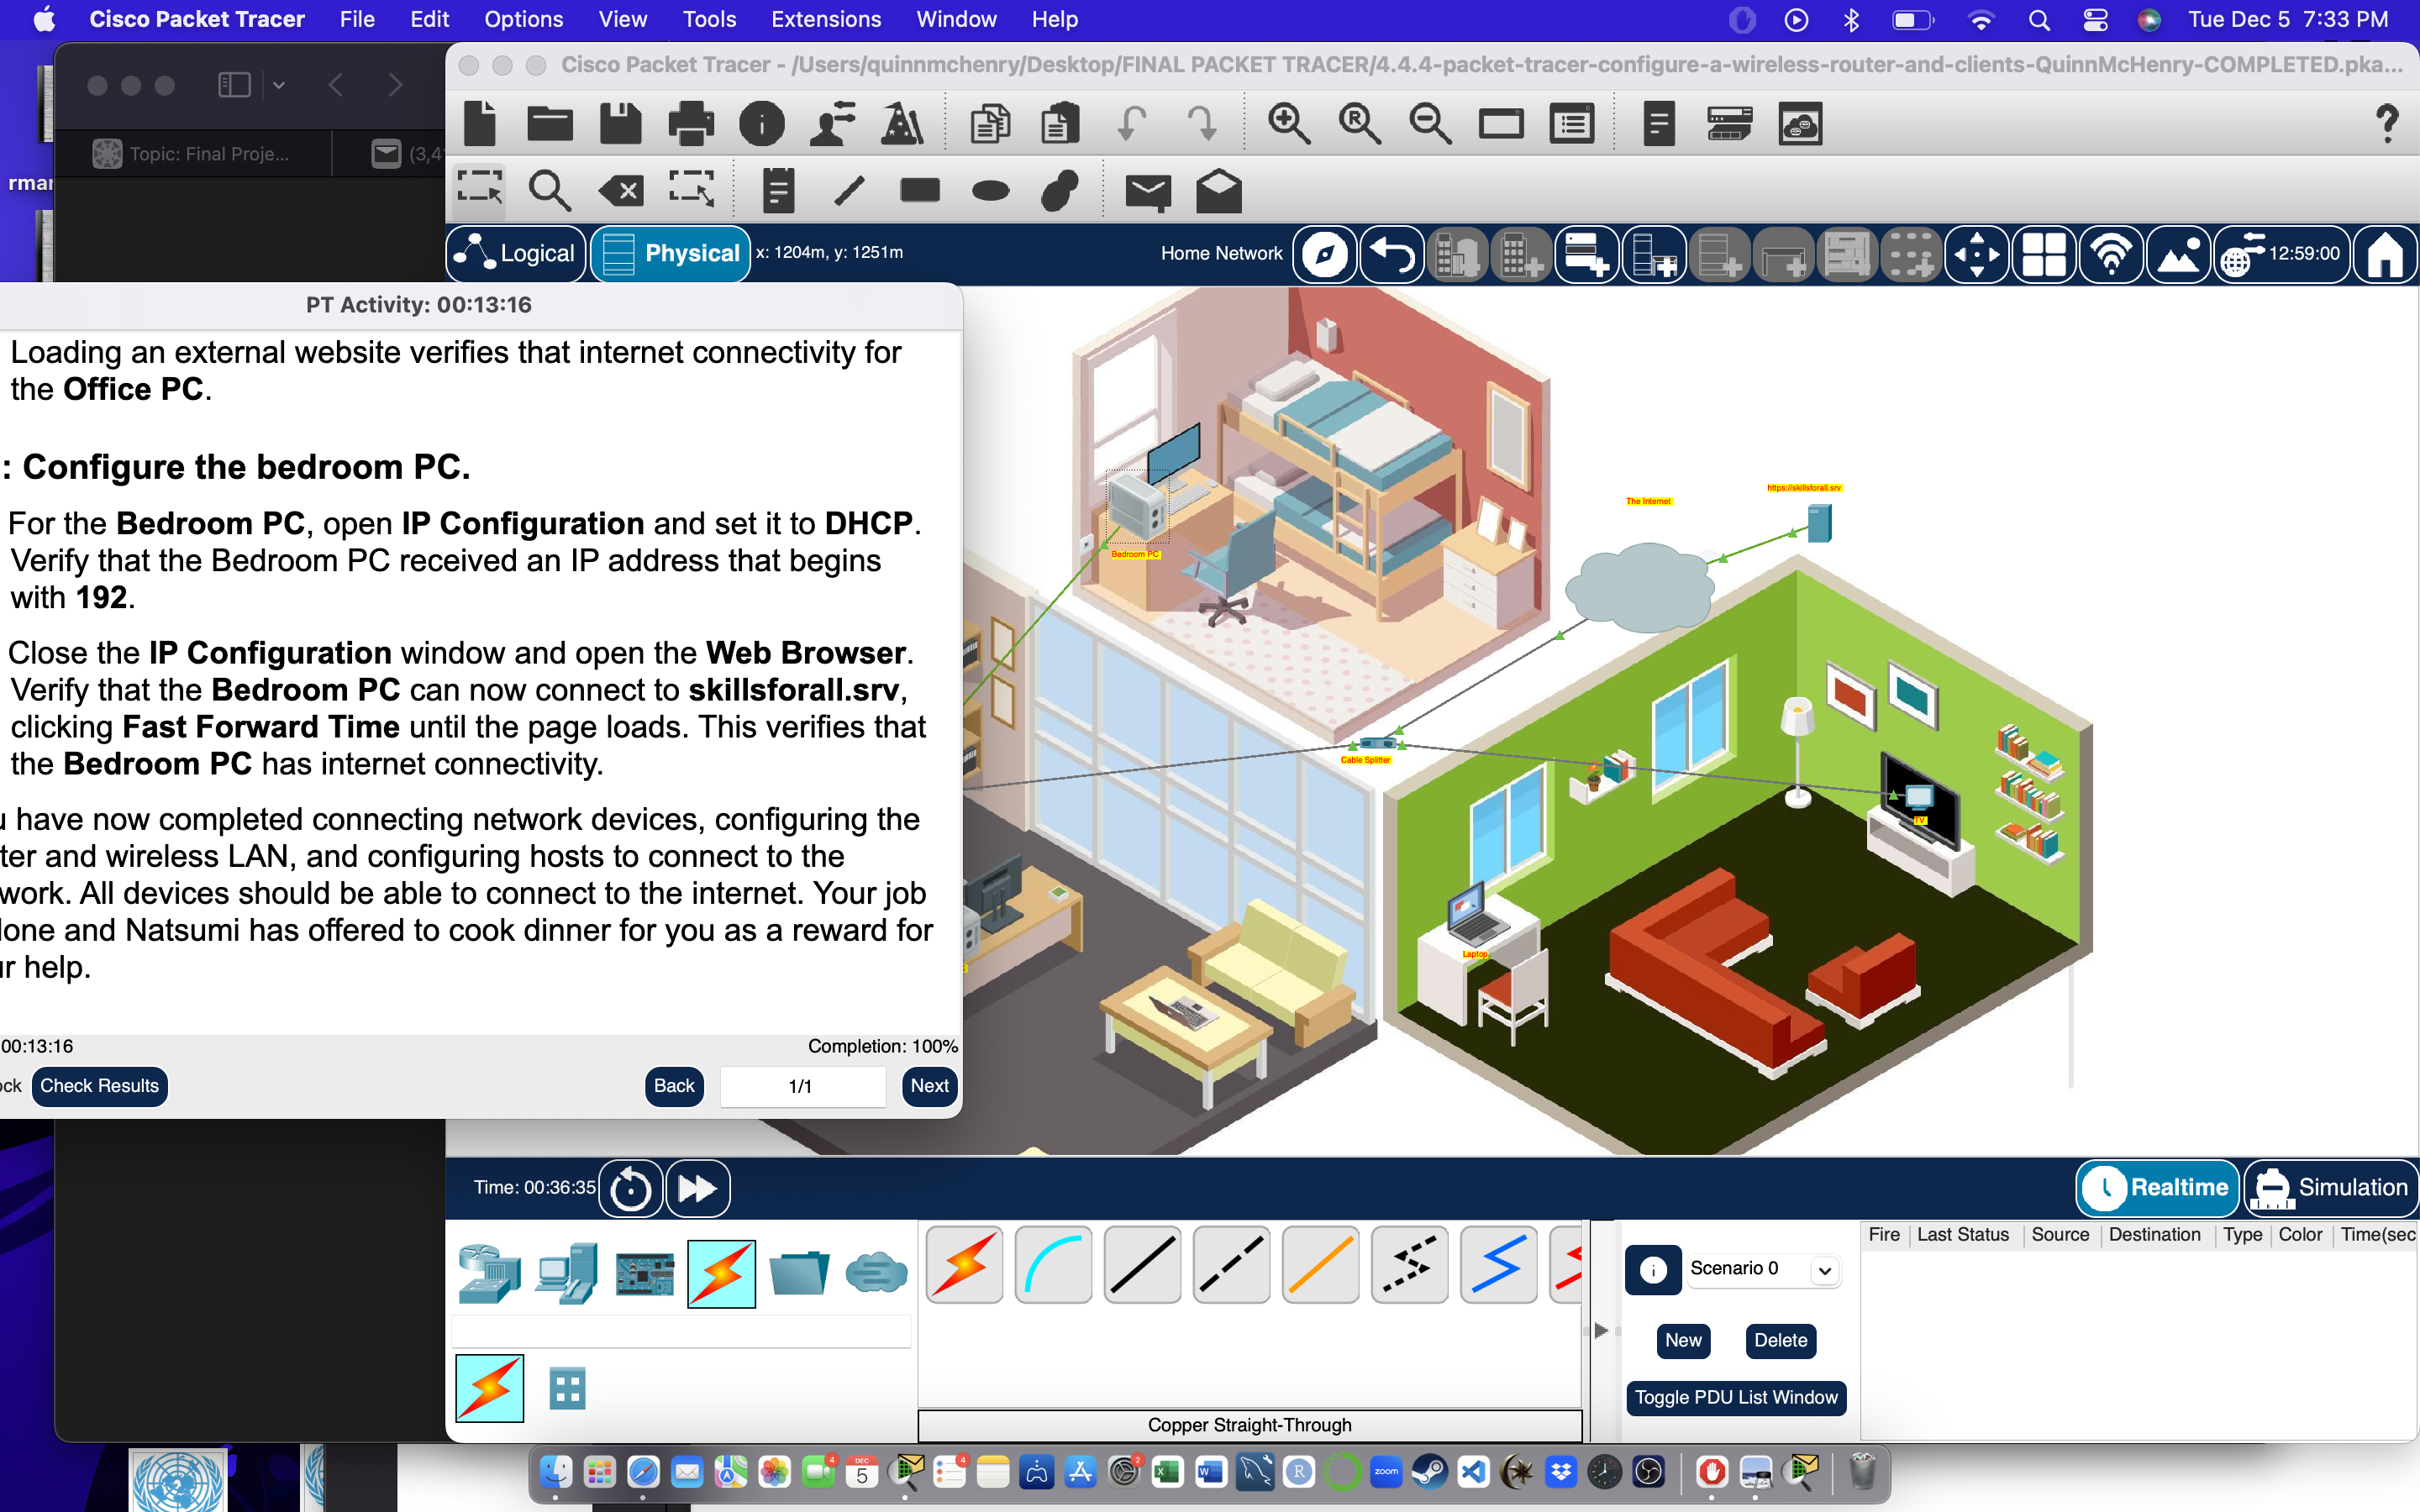 Cisco Packet Tracer File Edit Options View Tools Extensions Window Help Tue Dec 5 7:33 PM
Cisco Packet Tracer - /Users/quinnmchenry/Desktop/FINAL PACKET TRACER/4.4.4-packet-tracer-configure-a-wireless-router-and-clients-QuinnMcHenry-COMPLETED.pka...
Topic: Final Proje...
(3,4
rmar
Logical Physical x: 1204m, y: 1251m Home Network 12:59:00
PT Activity: 00:13:16
Loading an external website verifies that internet connectivity for
the Office PC.
: Configure the bedroom PC.
For the Bedroom PC, open IP Configuration and set it to DHCP.
Verify that the Bedroom PC received an IP address that begins
with 192.
Close the IP Configuration window and open the Web Browser.
Verify that the Bedroom PC can now connect to skillsforall.srv,
clicking Fast Forward Time until the page loads. This verifies that
the Bedroom PC has internet connectivity.
u have now completed connecting network devices, configuring the
ter and wireless LAN, and configuring hosts to connect to the
work. All devices should be able to connect to the internet. Your job
done and Natsumi has offered to cook dinner for you as a reward for
ur help.
00:13:16 Completion: 100%
ock Check Results Back 1/1 Next
Bedroom PC
The Internet
https://skillsforall.srv
Cable Splitter
TV
Laptop
Time: 00:36:35 Realtime Simulation
Scenario 0
New Delete
Toggle PDU List Window
Fire Last Status Source Destination Type Color Time(sec
Copper Straight-Through
4 DEC 5 4 2 zoom